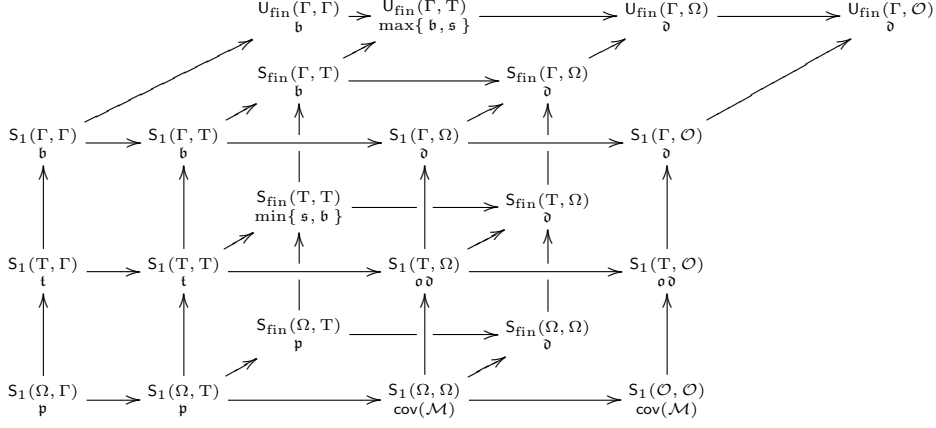 U_fin(Γ, Γ) U_fin(Γ, T) U_fin(Γ, Ω) U_fin(Γ, 𝒪)
𝔟 max{ 𝔟, 𝔰 } 𝔡 𝔡
S_fin(Γ, T) S_fin(Γ, Ω)
𝔟 𝔡
S_1(Γ, Γ) S_1(Γ, T) S_1(Γ, Ω) S_1(Γ, 𝒪)
𝔟 𝔟 𝔡 𝔡
S_fin(T, T) S_fin(T, Ω)
min{ 𝔰, 𝔟 } 𝔡
S_1(T, Γ) S_1(T, T) S_1(T, Ω) S_1(T, 𝒪)
𝔱 𝔱 𝔬𝔡 𝔬𝔡
S_fin(Ω, T) S_fin(Ω, Ω)
𝔭 𝔡
S_1(Ω, Γ) S_1(Ω, T) S_1(Ω, Ω) S_1(𝒪, 𝒪)
𝔭 𝔭 cov(ℳ) cov(ℳ)